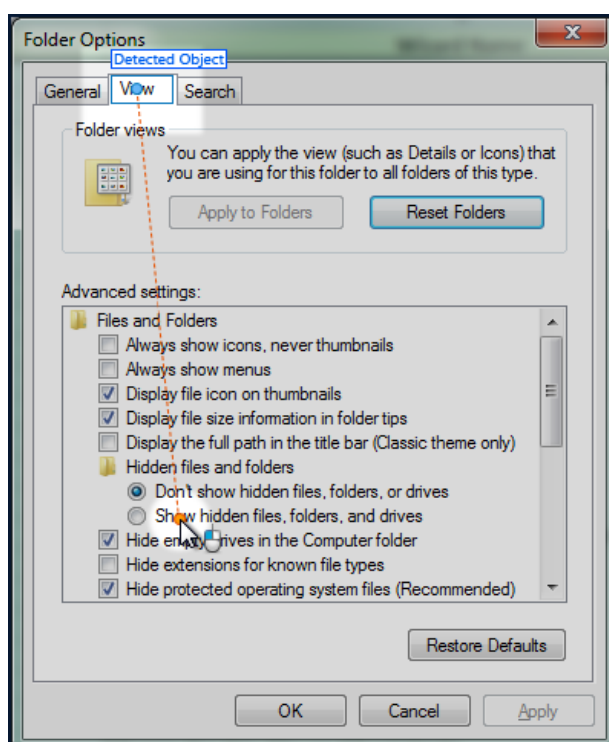 Folder Options
Detected Object
General View Search
Folder views
You can apply the view (such as Details or Icons) that
you are using for this folder to all folders of this type.
Apply to Folders Reset Folders
Advanced settings:
Files and Folders
Always show icons, never thumbnails
Always show menus
Display file icon on thumbnails
Display file size information in folder tips
Display the full path in the title bar (Classic theme only)
Hidden files and folders
Don't show hidden files, folders, or drives
Show hidden files, folders, and drives
Hide empty drives in the Computer folder
Hide extensions for known file types
Hide protected operating system files (Recommended)
Restore Defaults
OK Cancel Apply